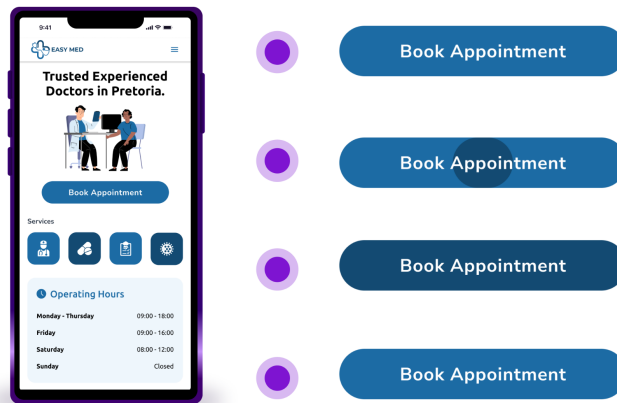 9:41
EASY MED
Trusted Experienced
Doctors in Pretoria.
Book Appointment
Services
Operating Hours
Monday - Thursday 09:00 - 18:00
Friday 09:00 - 16:00
Saturday 08:00 - 12:00
Sunday Closed
Book Appointment
Book Appointment
Book Appointment
Book Appointment